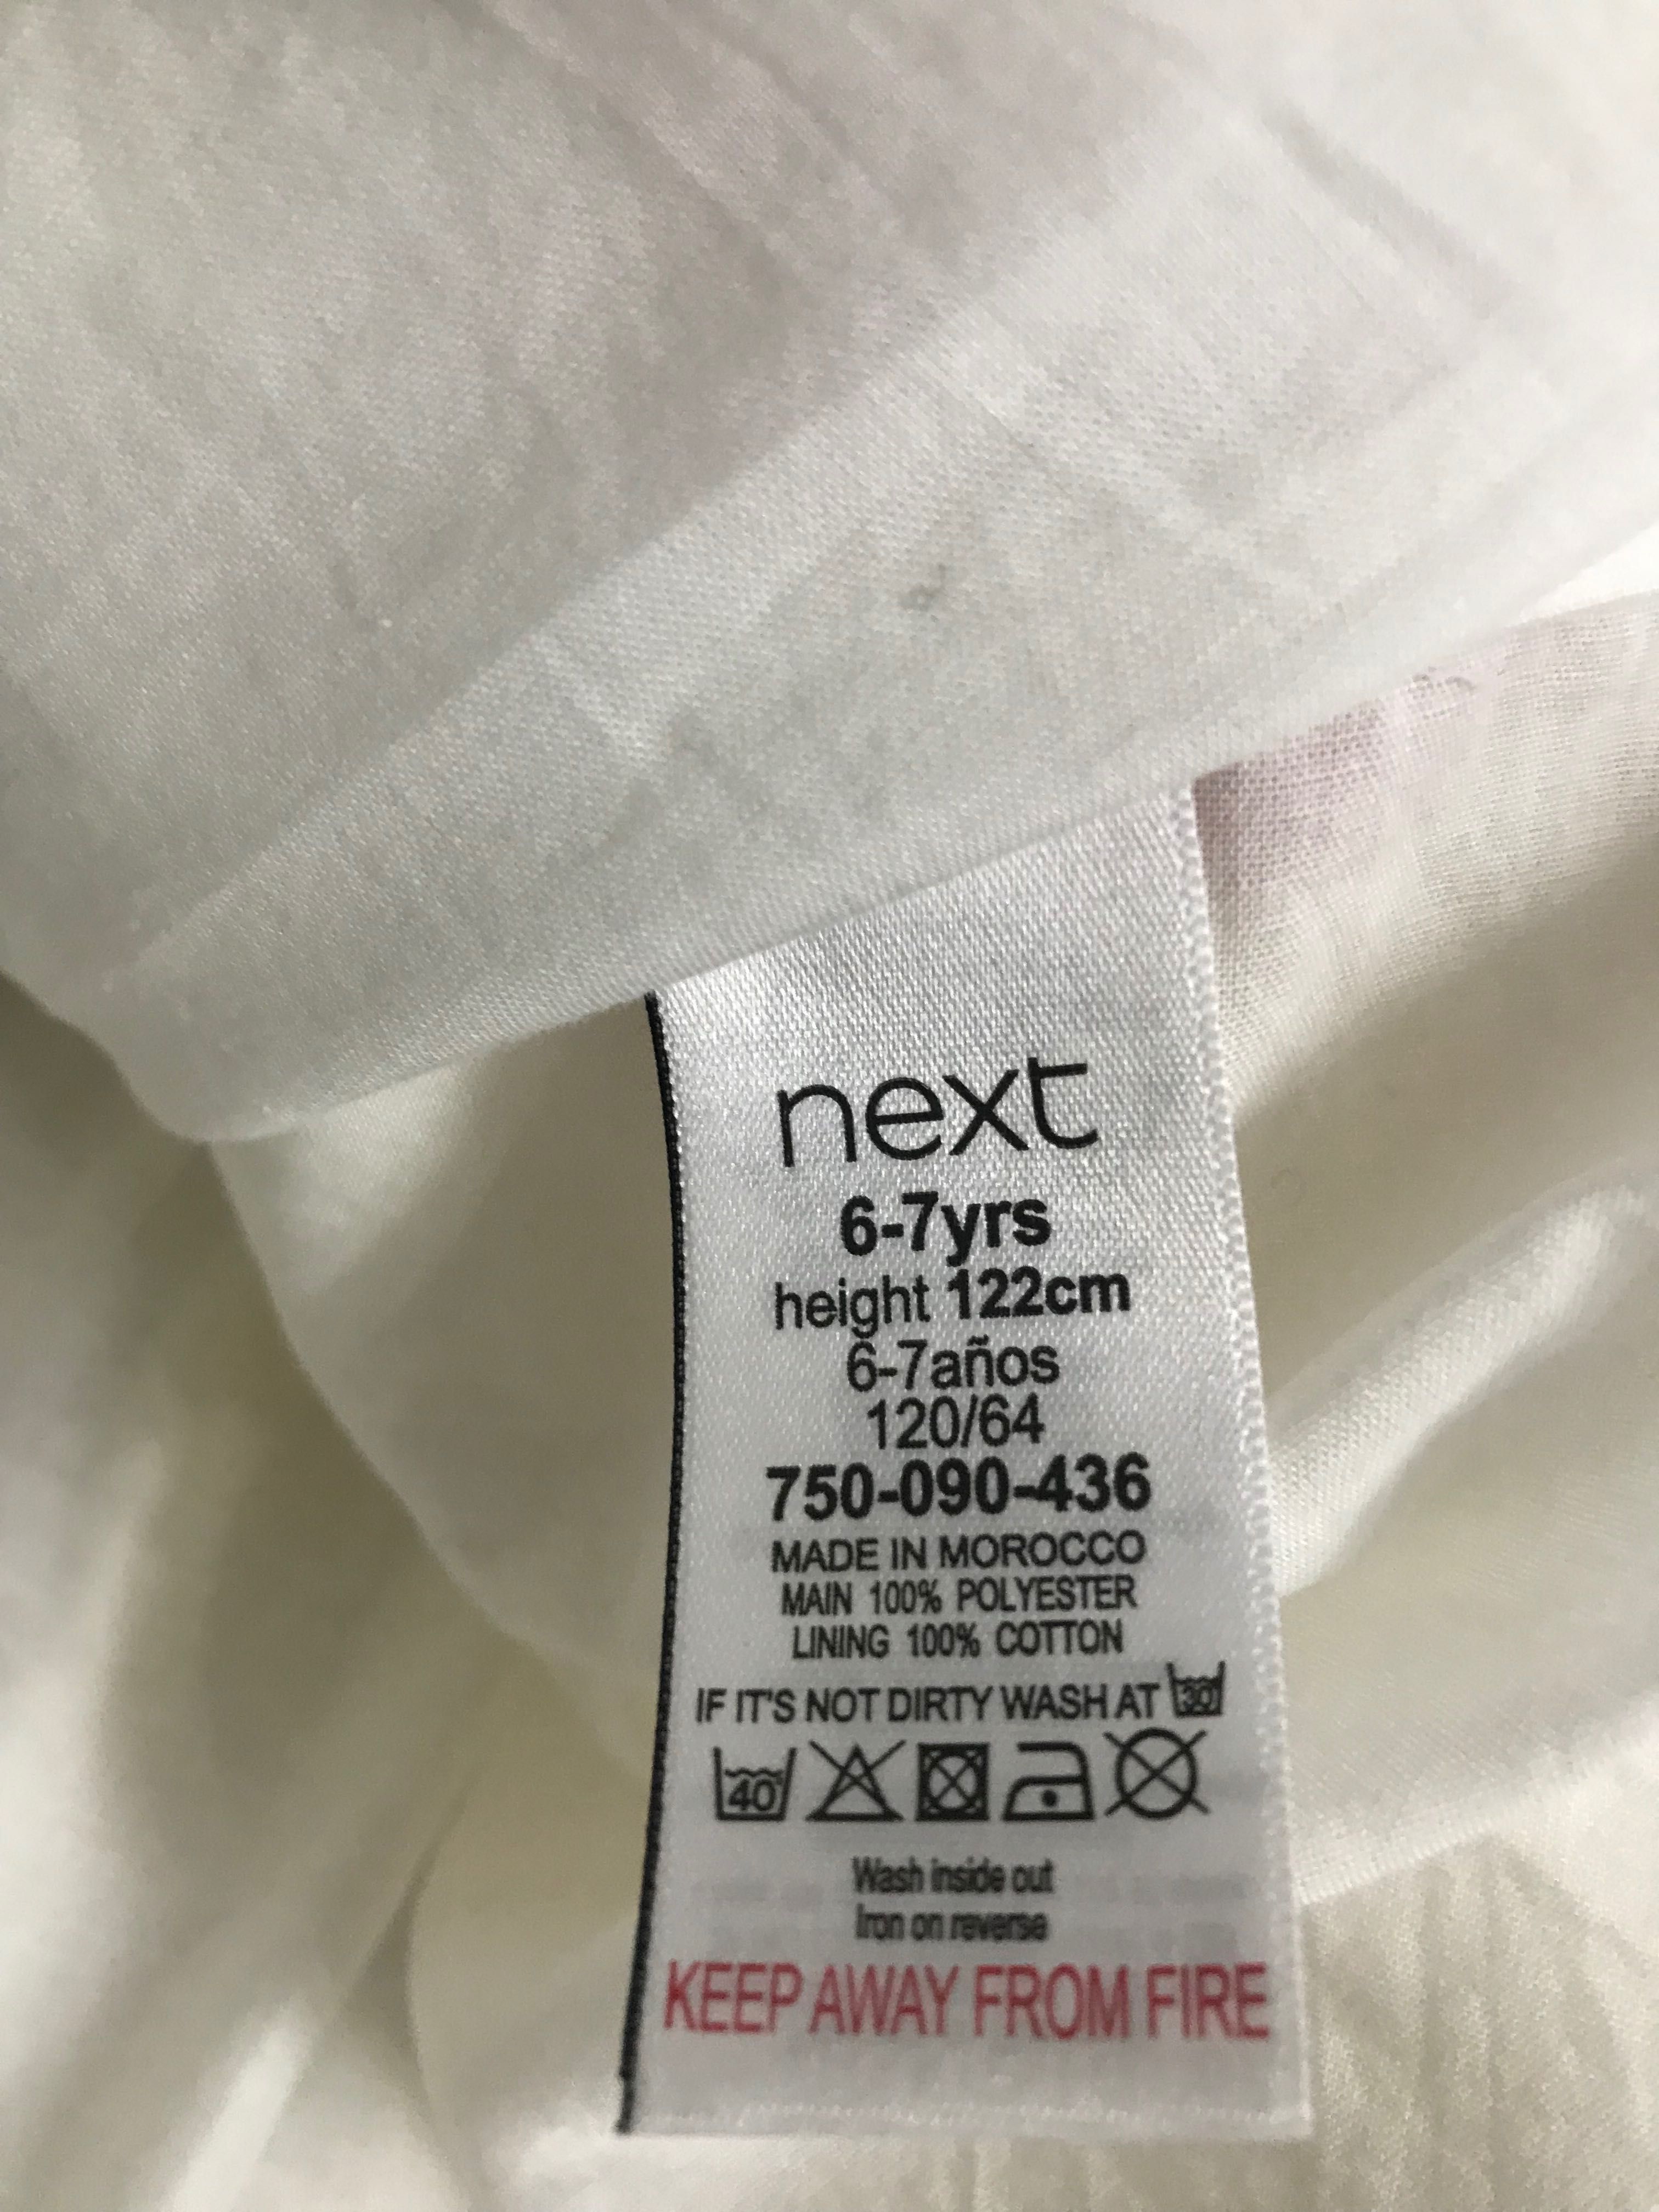 next
6-7yrs
height 122cm
6-7años
120/64
750-090-436
MADE IN MOROCCO
MAIN 100% POLYESTER
LINING 100% COTTON
IF IT'S NOT DIRTY WASH AT 30
40
Wash inside out
Iron on reverse
KEEP AWAY FROM FIRE